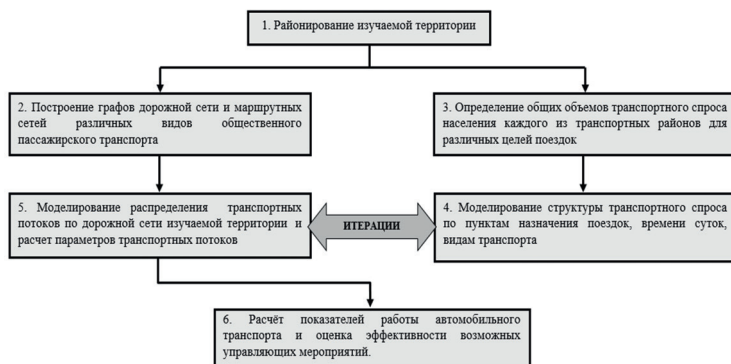 1. Районирование изучаемой территории
2. Построение графов дорожной сети и маршрутных
сетей различных видов общественного
пассажирского транспорта
3. Определение общих объемов транспортного спроса
населения каждого из транспортных районов для
различных целей поездок
5. Моделирование распределения транспортных
потоков по дорожной сети изучаемой территории и
расчет параметров транспортных потоков
ИТЕРАЦИИ
4. Моделирование структуры транспортного спроса
по пунктам назначения поездок, времени суток,
видам транспорта
6. Расчёт показателей работы автомобильного
транспорта и оценка эффективности возможных
управляющих мероприятий.